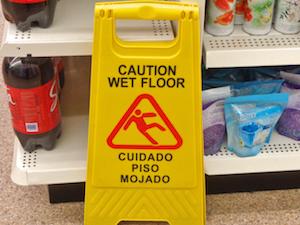 CAUTION
WET FLOOR
CUIDADO
PISO
MOJADO